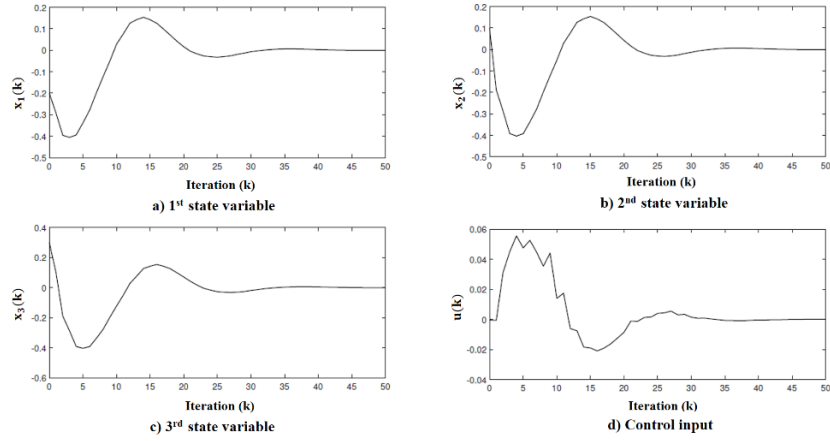 0.2
0.1
0
-0.1
-0.2
-0.3
-0.4
-0.5
x1(k)
0 5 10 15 20 25 30 35 40 45 50
Iteration (k)
a) 1st state variable
0.2
0.1
0
-0.1
-0.2
-0.3
-0.4
-0.5
x2(k)
0 5 10 15 20 25 30 35 40 45 50
Iteration (k)
b) 2nd state variable
0.4
0.2
0
-0.2
-0.4
-0.6
x3(k)
0 5 10 15 20 25 30 35 40 45 50
Iteration (k)
c) 3rd state variable
0.06
0.04
0.02
0
-0.02
-0.04
u(k)
0 5 10 15 20 25 30 35 40 45 50
Iteration (k)
d) Control input